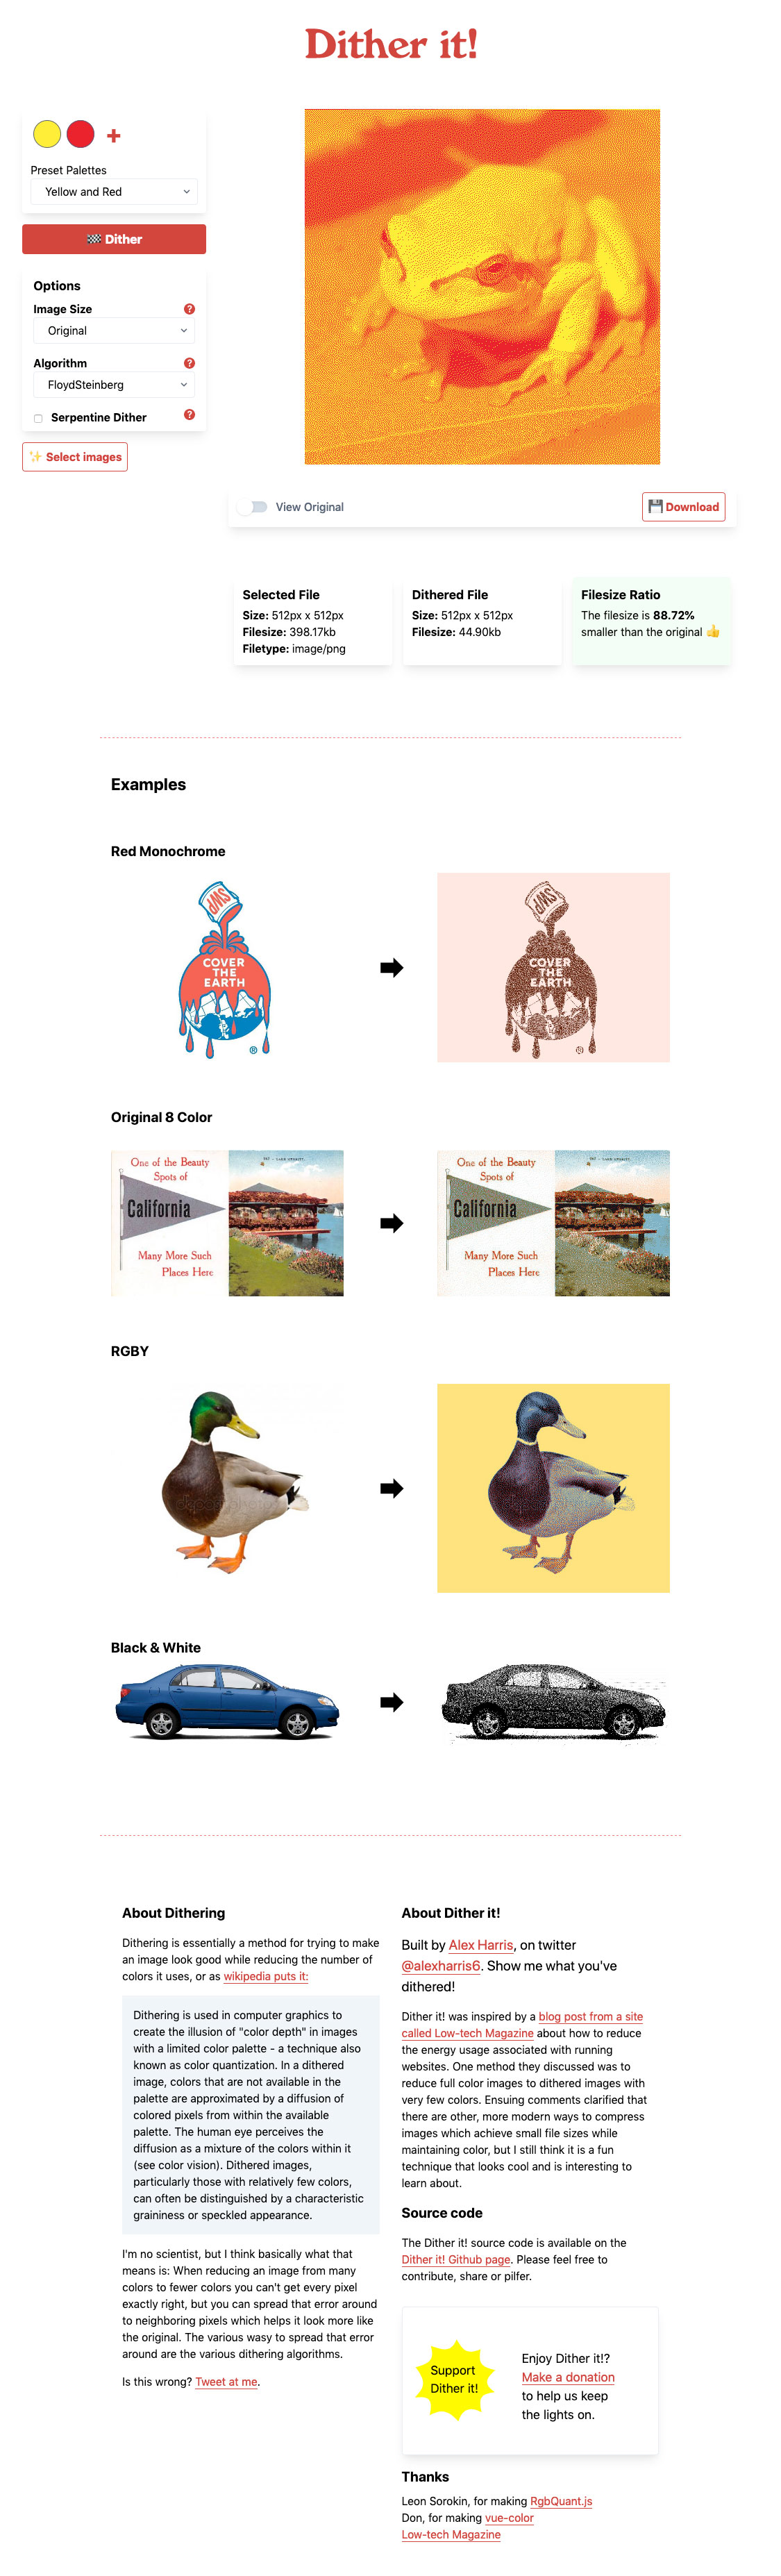 Dither it!
Preset Palettes
Yellow and Red
Dither
Options
Image Size
?
Original
Algorithm
?
FloydSteinberg
Serpentine Dither
?
✨ Select images
View Original
💾 Download
Selected File
Size: 512px x 512px
Filesize: 398.17kb
Filetype: image/png
Dithered File
Size: 512px x 512px
Filesize: 44.90kb
Filesize Ratio
The filesize is 88.72%
smaller than the original 👍
Examples
Red Monochrome
SWP
COVER
THE
EARTH
®
SWP
COVER
THE
EARTH
®
Original 8 Color
One of the Beauty
Spots of
California
Many More Such
Places Here
One of the Beauty
Spots of
California
Many More Such
Places Here
RGBY
Black & White
About Dithering
Dithering is essentially a method for trying to make
an image look good while reducing the number of
colors it uses, or as wikipedia puts it:
Dithering is used in computer graphics to
create the illusion of "color depth" in images
with a limited color palette - a technique also
known as color quantization. In a dithered
image, colors that are not available in the
palette are approximated by a diffusion of
colored pixels from within the available
palette. The human eye perceives the
diffusion as a mixture of the colors within it
(see color vision). Dithered images,
particularly those with relatively few colors,
can often be distinguished by a characteristic
graininess or speckled appearance.
I'm no scientist, but I think basically what that
means is: When reducing an image from many
colors to fewer colors you can't get every pixel
exactly right, but you can spread that error around
to neighboring pixels which helps it look more like
the original. The various wasy to spread that error
around are the various dithering algorithms.
Is this wrong? Tweet at me.
About Dither it!
Built by Alex Harris, on twitter
@alexharris6. Show me what you've
dithered!
Dither it! was inspired by a blog post from a site
called Low-tech Magazine about how to reduce
the energy usage associated with running
websites. One method they discussed was to
reduce full color images to dithered images with
very few colors. Ensuing comments clarified that
there are other, more modern ways to compress
images which achieve small file sizes while
maintaining color, but I still think it is a fun
technique that looks cool and is interesting to
learn about.
Source code
The Dither it! source code is available on the
Dither it! Github page. Please feel free to
contribute, share or pilfer.
Support
Dither it!
Enjoy Dither it!?
Make a donation
to help us keep
the lights on.
Thanks
Leon Sorokin, for making RgbQuant.js
Don, for making vue-color
Low-tech Magazine